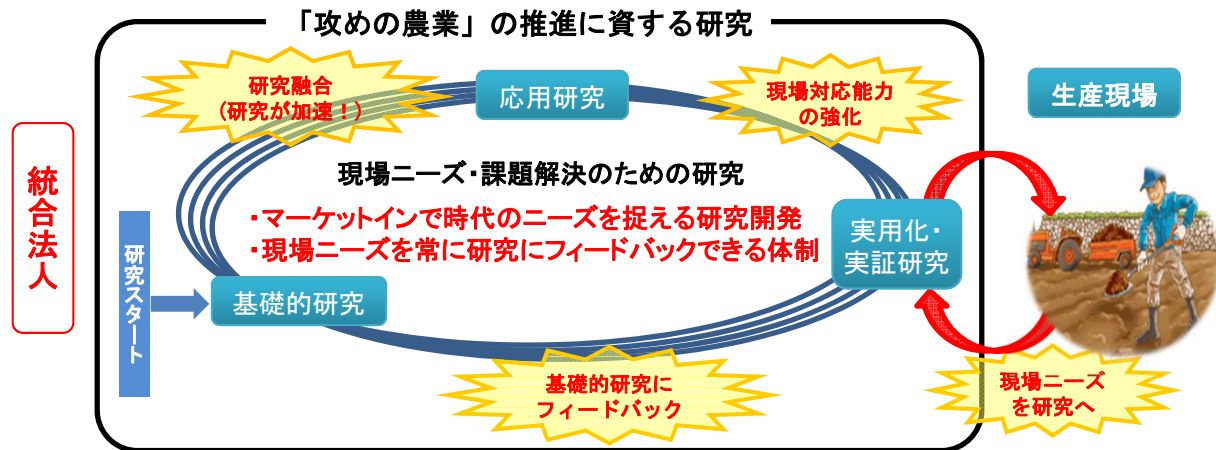 「攻めの農業」の推進に資する研究
研究融合
(研究が加速！)
応用研究
現場対応能力
の強化
生産現場
統合法人
現場ニーズ・課題解決のための研究
・マーケットインで時代のニーズを捉える研究開発
・現場ニーズを常に研究にフィードバックできる体制
実用化・
実証研究
研究スタート
基礎的研究
基礎的研究に
フィードバック
現場ニーズ
を研究へ